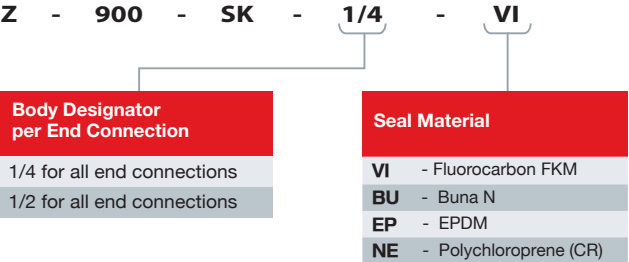 Z - 900 - SK - 1/4 - VI
Body Designator
per End Connection
1/4 for all end connections
1/2 for all end connections
Seal Material
VI - Fluorocarbon FKM
BU - Buna N
EP - EPDM
NE - Polychloroprene (CR)